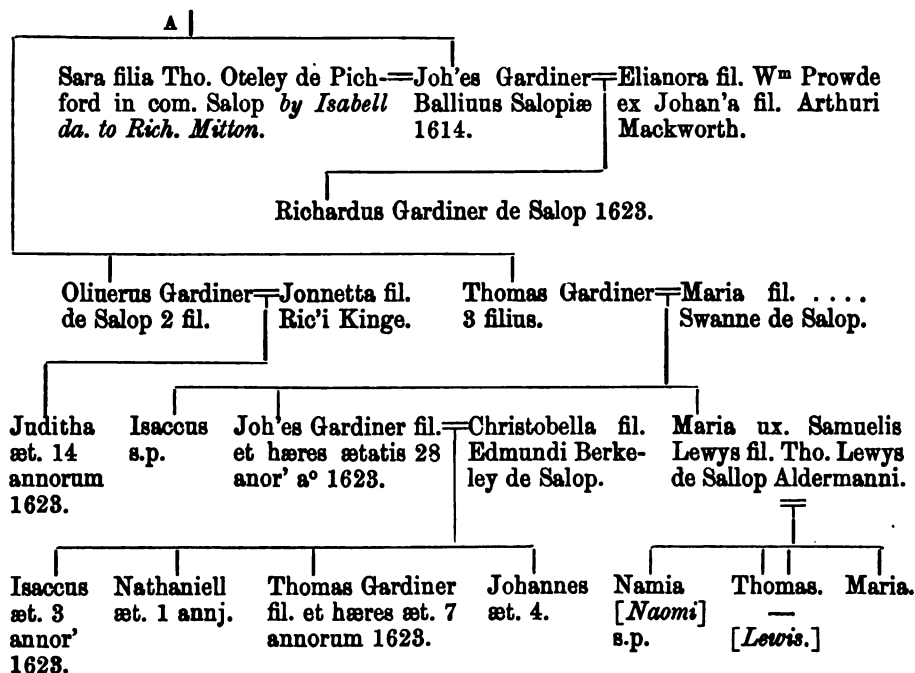 A
Sara filia Tho. Oteley de Pich-
ford in com. Salop by Isabell
da. to Rich. Mitton.
Joh'es Gardiner
Balliuus Salopiæ
1614.
Elianora fil. Wᵐ Prowde
ex Johan'a fil. Arthuri
Mackworth.
Richardus Gardiner de Salop 1623.
Oliuerus Gardiner
de Salop 2 fil.
Jonnetta fil.
Ric'i Kinge.
Thomas Gardiner
3 filius.
Maria fil. ....
Swanne de Salop.
Juditha
æt. 14
annorum
1623.
Isaccus
s.p.
Joh'es Gardiner fil.
et hæres ætatis 28
anor' aº 1623.
Christobella fil.
Edmundi Berke-
ley de Salop.
Maria ux. Samuelis
Lewys fil. Tho. Lewys
de Sallop Aldermanni.
Isaccus
æt. 3
annor'
1623.
Nathaniell
æt. 1 annj.
Thomas Gardiner
fil. et hæres æt. 7
annorum 1623.
Johannes
æt. 4.
Namia
[Naomi]
s.p.
Thomas.
—
[Lewis.]
Maria.